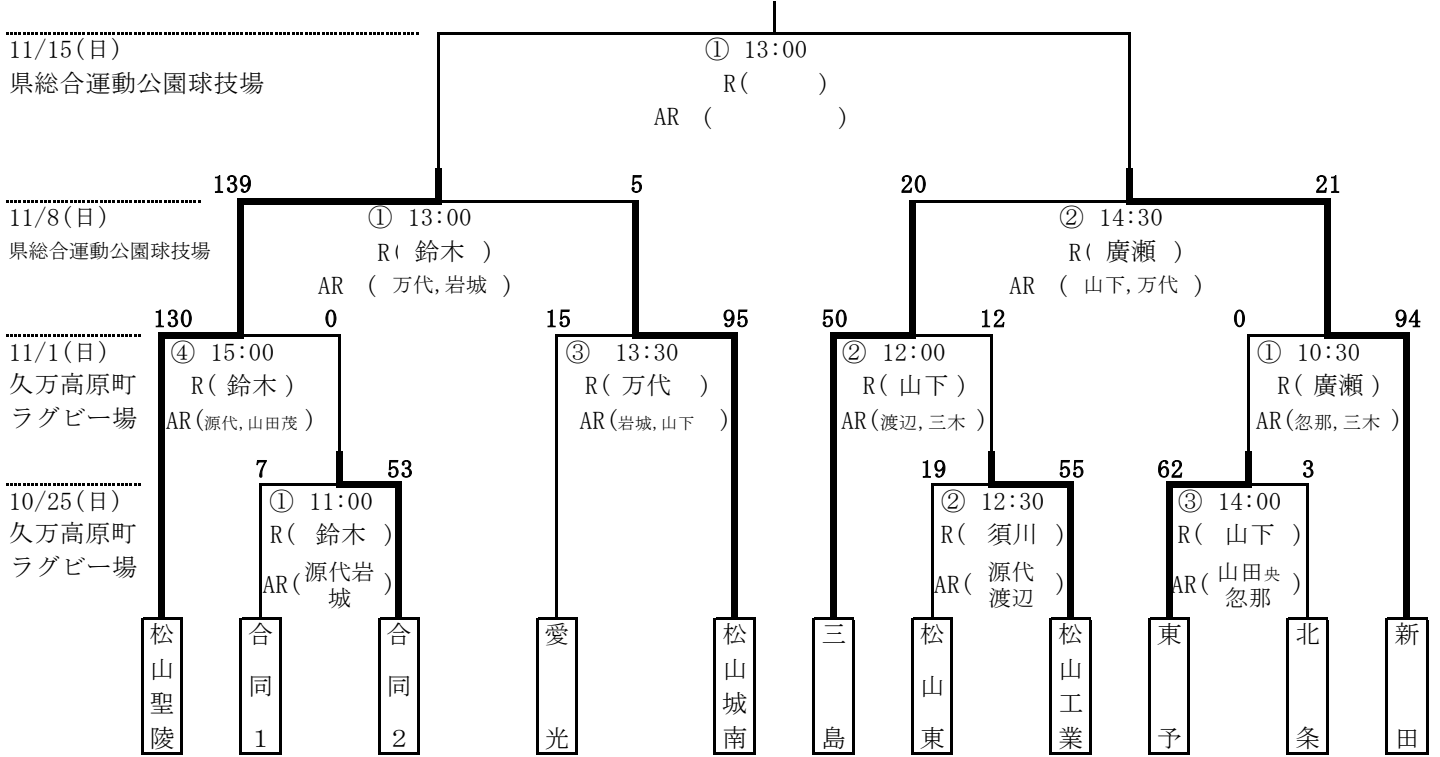 11/15(日)
県総合運動公園球技場
① 13:00
R( )
AR ( )
139
5
20
21
11/8(日)
県総合運動公園球技場
① 13:00
R( 鈴木 )
AR ( 万代,岩城 )
② 14:30
R( 廣瀬 )
AR ( 山下,万代 )
130
0
15
95
50
12
0
94
11/1(日)
久万高原町
ラグビー場
④ 15:00
R( 鈴木 )
AR(源代,山田茂 )
③ 13:30
R( 万代 )
AR(岩城,山下 )
② 12:00
R( 山下 )
AR(渡辺,三木 )
① 10:30
R( 廣瀬 )
AR(忽那,三木 )
7
53
19
55
62
3
10/25(日)
久万高原町
ラグビー場
① 11:00
R( 鈴木 )
AR(源代岩
城 )
② 12:30
R( 須川 )
AR( 源代
渡辺 )
③ 14:00
R( 山下 )
AR( 山田央
忽那 )
松山聖陵
合同1
合同2
愛光
松山城南
三島
松山東
松山工業
東予
北条
新田